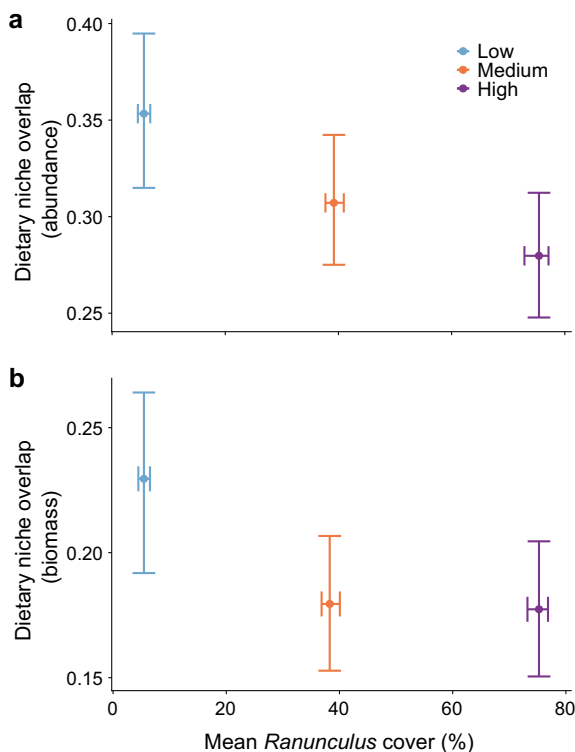 a
Dietary niche overlap
(abundance)
0.40
0.35
0.30
0.25
Low
Medium
High
b
Dietary niche overlap
(biomass)
0.25
0.20
0.15
0
20
40
60
80
Mean Ranunculus cover (%)